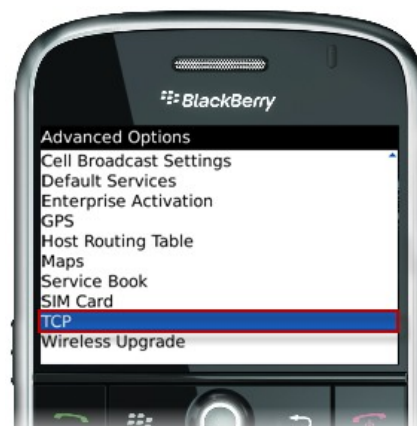 BlackBerry
Advanced Options
Cell Broadcast Settings
Default Services
Enterprise Activation
GPS
Host Routing Table
Maps
Service Book
SIM Card
TCP
Wireless Upgrade